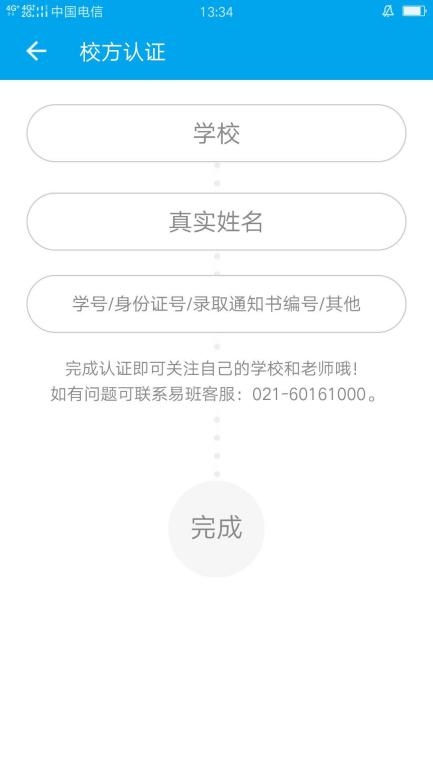 中国电信
13:34
校方认证
学校
真实姓名
学号/身份证号/录取通知书编号/其他
完成认证即可关注自己的学校和老师哦!
如有问题可联系易班客服：021-60161000。
完成